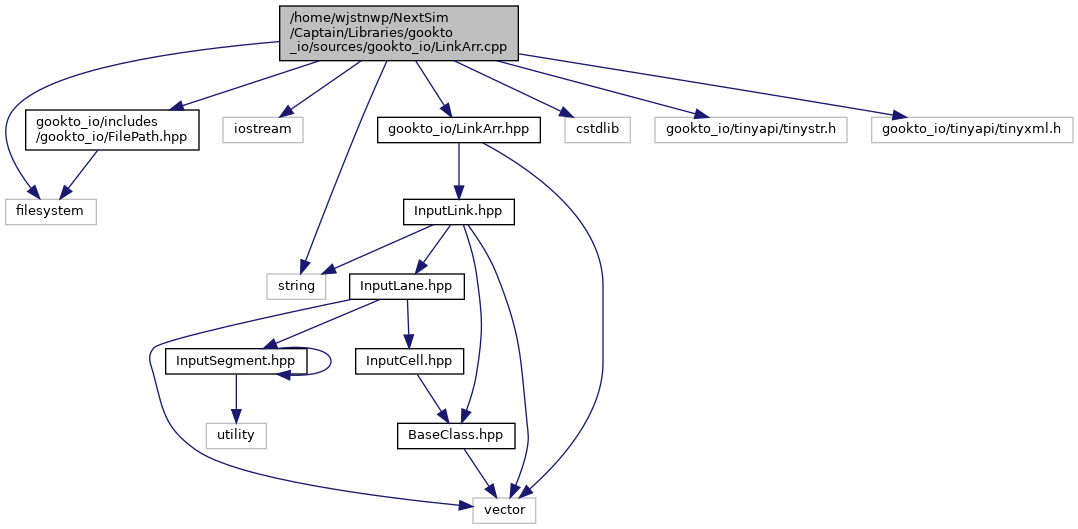 /home/wjstnwp/NextSim
/Captain/Libraries/gookto
_io/sources/gookto_io/LinkArr.cpp
gookto_io/includes
/gookto_io/FilePath.hpp
iostream
gookto_io/LinkArr.hpp
cstdlib
gookto_io/tinyapi/tinystr.h
gookto_io/tinyapi/tinyxml.h
filesystem
InputLink.hpp
string
InputLane.hpp
InputSegment.hpp
InputCell.hpp
utility
BaseClass.hpp
vector